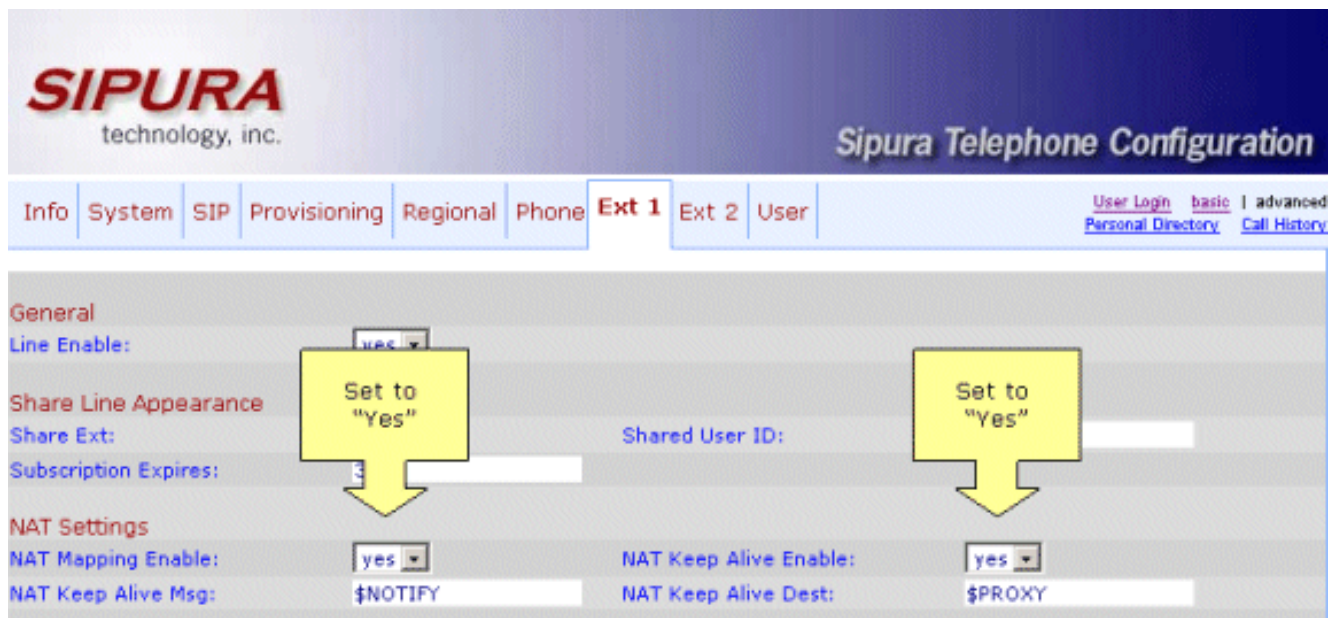 SIPURA
technology, inc.
Sipura Telephone Configuration
Info System SIP Provisioning Regional Phone Ext 1 Ext 2 User
User Login basic | advanced
Personal Directory Call History
General
Line Enable: yes
Set to
"Yes"
Set to
"Yes"
Share Line Appearance
Share Ext: Shared User ID:
Subscription Expires:
NAT Settings
NAT Mapping Enable: yes NAT Keep Alive Enable: yes
NAT Keep Alive Msg: $NOTIFY NAT Keep Alive Dest: $PROXY